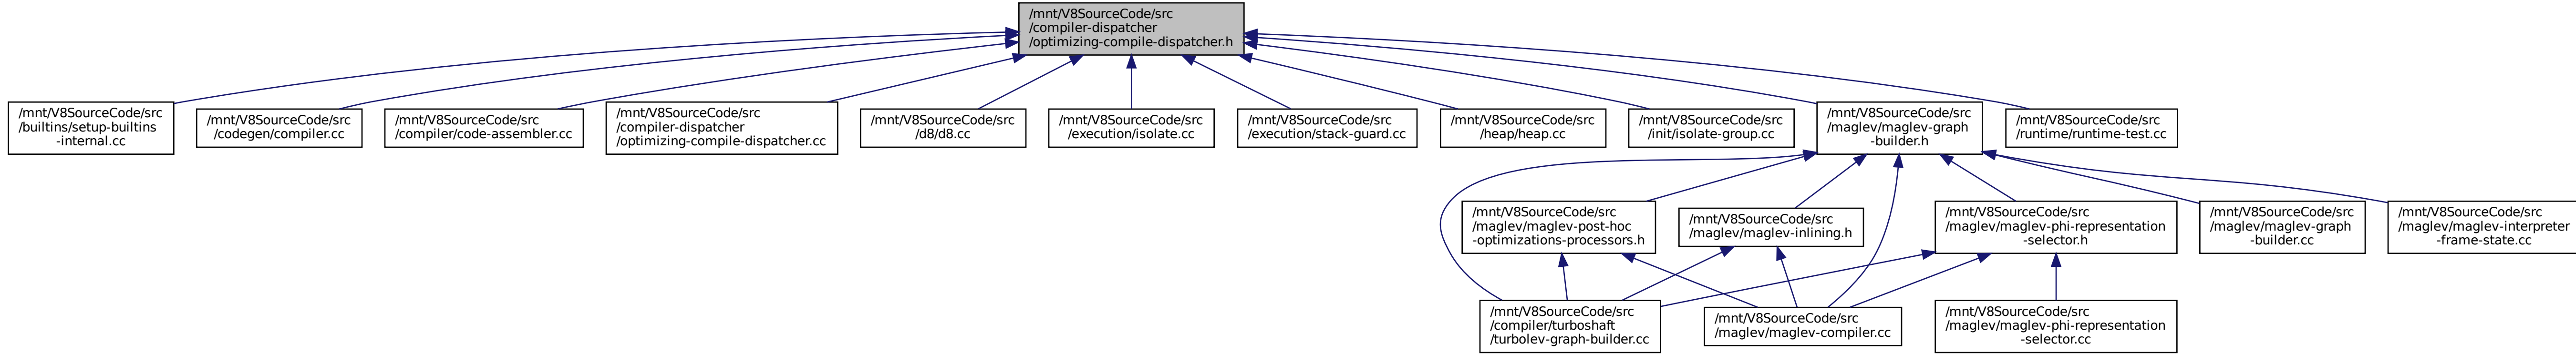 /mnt/V8SourceCode/src
/compiler-dispatcher
/optimizing-compile-dispatcher.h
/mnt/V8SourceCode/src
/builtins/setup-builtins
-internal.cc
/mnt/V8SourceCode/src
/codegen/compiler.cc
/mnt/V8SourceCode/src
/compiler/code-assembler.cc
/mnt/V8SourceCode/src
/compiler-dispatcher
/optimizing-compile-dispatcher.cc
/mnt/V8SourceCode/src
/d8/d8.cc
/mnt/V8SourceCode/src
/execution/isolate.cc
/mnt/V8SourceCode/src
/execution/stack-guard.cc
/mnt/V8SourceCode/src
/heap/heap.cc
/mnt/V8SourceCode/src
/init/isolate-group.cc
/mnt/V8SourceCode/src
/maglev/maglev-graph
-builder.h
/mnt/V8SourceCode/src
/runtime/runtime-test.cc
/mnt/V8SourceCode/src
/maglev/maglev-post-hoc
-optimizations-processors.h
/mnt/V8SourceCode/src
/maglev/maglev-inlining.h
/mnt/V8SourceCode/src
/maglev/maglev-phi-representation
-selector.h
/mnt/V8SourceCode/src
/maglev/maglev-graph
-builder.cc
/mnt/V8SourceCode/src
/maglev/maglev-interpreter
-frame-state.cc
/mnt/V8SourceCode/src
/compiler/turboshaft
/turbolev-graph-builder.cc
/mnt/V8SourceCode/src
/maglev/maglev-compiler.cc
/mnt/V8SourceCode/src
/maglev/maglev-phi-representation
-selector.cc